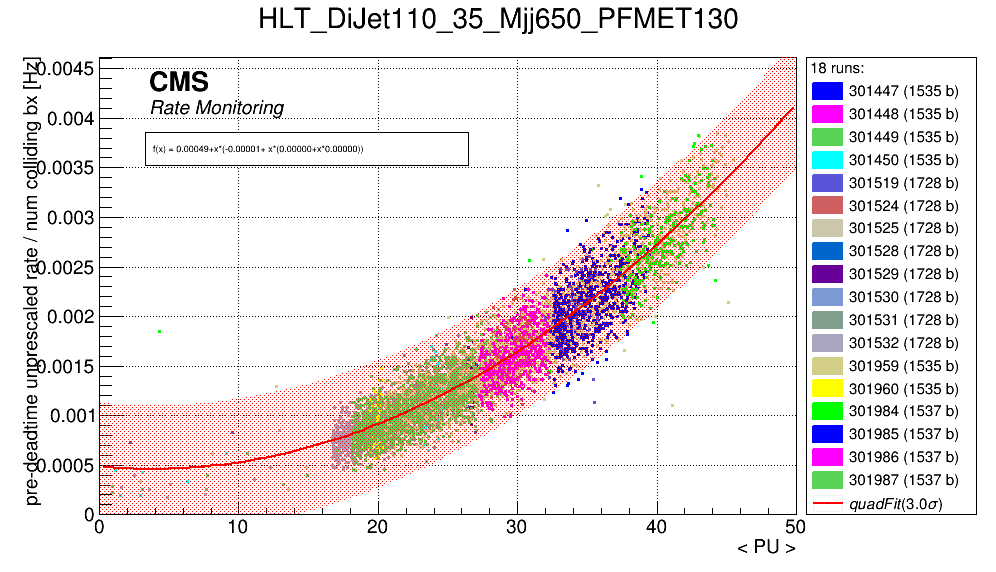 HLT_DiJet110_35_Mjj650_PFMET130
pre-deadtime unprescaled rate / num colliding bx [Hz]
0.0045
0.004
0.0035
0.003
0.0025
0.002
0.0015
0.001
0.0005
0
CMS
Rate Monitoring
f(x) = 0.00049+x*(-0.00001+ x*(0.00000+x*0.00000))
0 10 20 30 40 50
< PU >
18 runs:
301447 (1535 b)
301448 (1535 b)
301449 (1535 b)
301450 (1535 b)
301519 (1728 b)
301524 (1728 b)
301525 (1728 b)
301528 (1728 b)
301529 (1728 b)
301530 (1728 b)
301531 (1728 b)
301532 (1728 b)
301959 (1535 b)
301960 (1535 b)
301984 (1537 b)
301985 (1537 b)
301986 (1537 b)
301987 (1537 b)
quadFit(3.0σ)